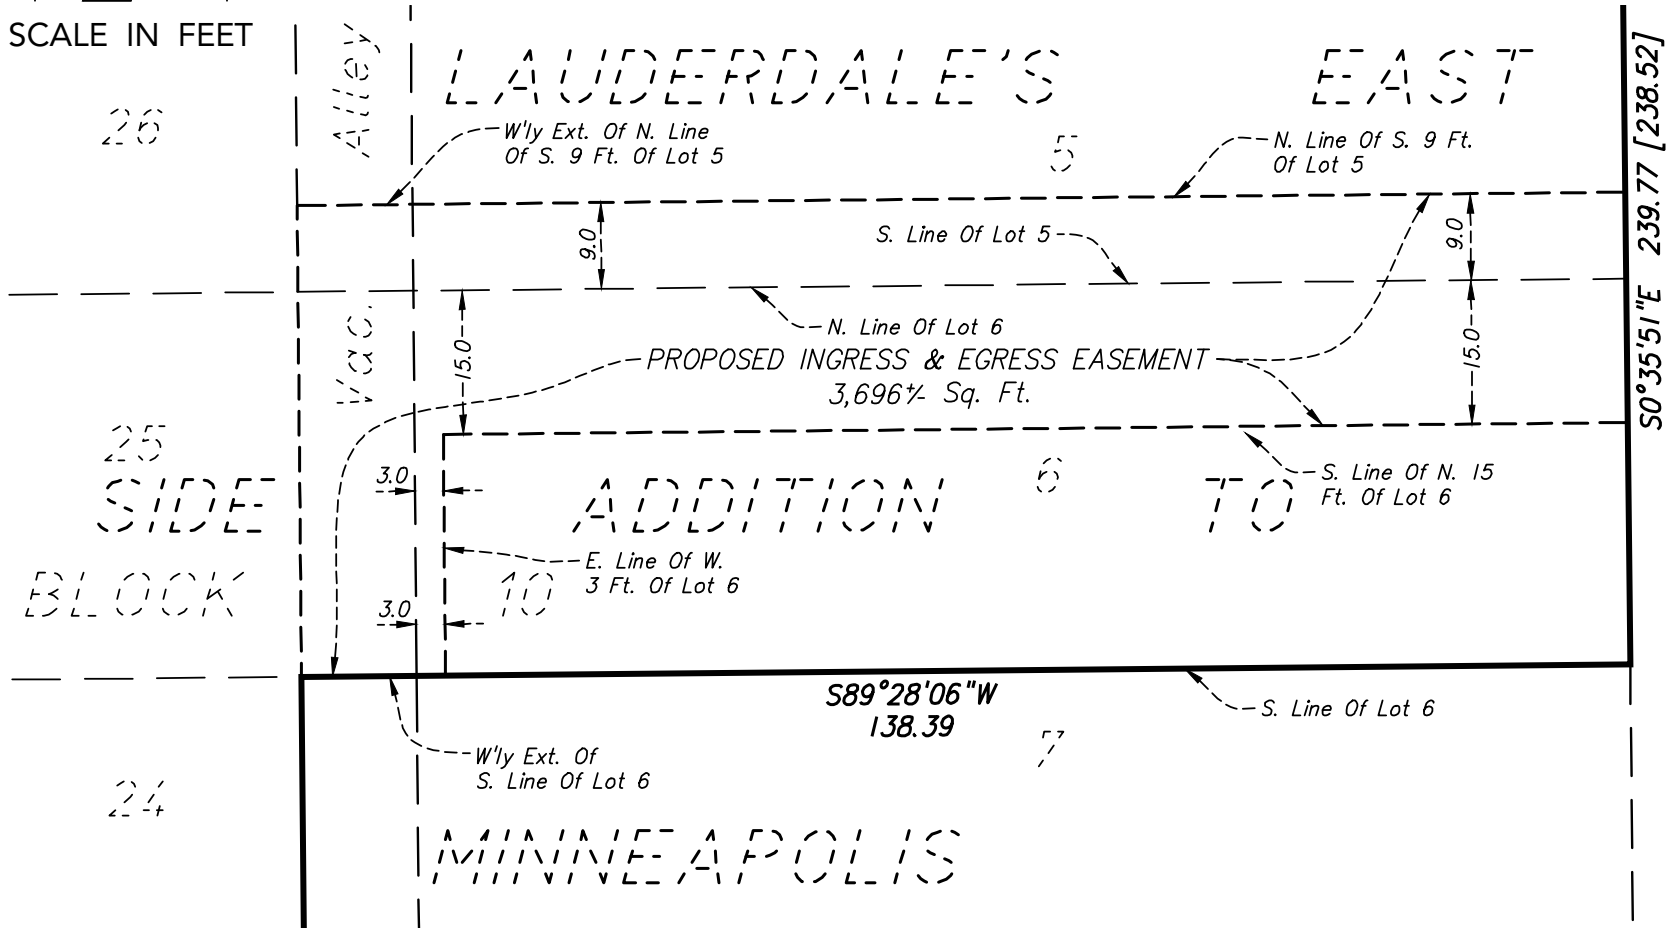 SCALE IN FEET
Alley
LAUDERDALE'S EAST
26
W'ly Ext. Of N. Line
Of S. 9 Ft. Of Lot 5
5
N. Line Of S. 9 Ft.
Of Lot 5
S0°35'51"E 239.77 [238.52]
9.0
S. Line Of Lot 5
9.0
Vac.
15.0
N. Line Of Lot 6
PROPOSED INGRESS & EGRESS EASEMENT
3,696+/- Sq. Ft.
15.0
25
3.0
6
S. Line Of N. 15
Ft. Of Lot 6
SIDE ADDITION TO
E. Line Of W.
3 Ft. Of Lot 6
BLOCK 10
3.0
S89°28'06"W
138.39
S. Line Of Lot 6
7
W'ly Ext. Of
S. Line Of Lot 6
24
MINNEAPOLIS